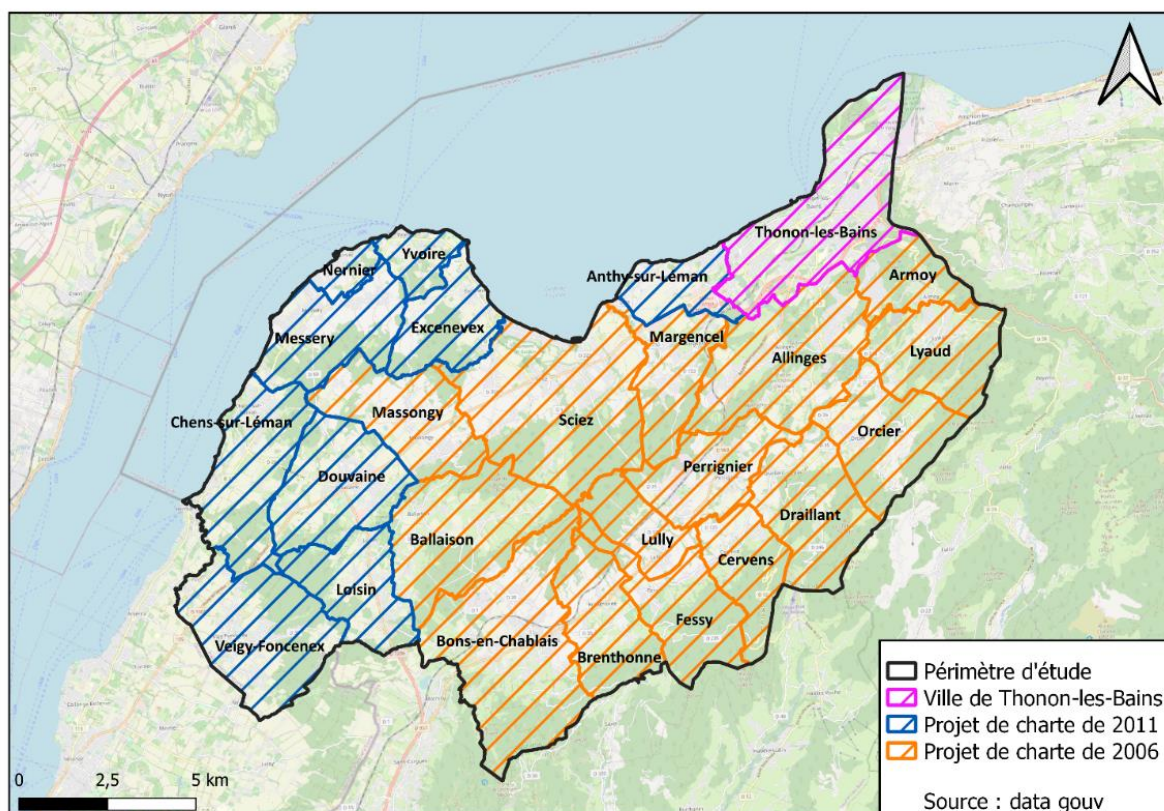 Thonon-les-Bains
Yvoire
Nernier
Anthy-sur-Léman
Armoy
Excenevex
Messery
Margencel
Lyaud
Allinges
Massongy
Sciez
Chens-sur-Léman
Orcier
Perrignier
Douvaine
Draillant
Ballaison
Lully
Cervens
Loisin
Fessy
Bons-en-Chablais
Veigy-Foncenex
Brenthonne
Périmètre d'étude
Ville de Thonon-les-Bains
Projet de charte de 2011
Projet de charte de 2006
Source : data gouv
0 2,5 5 km